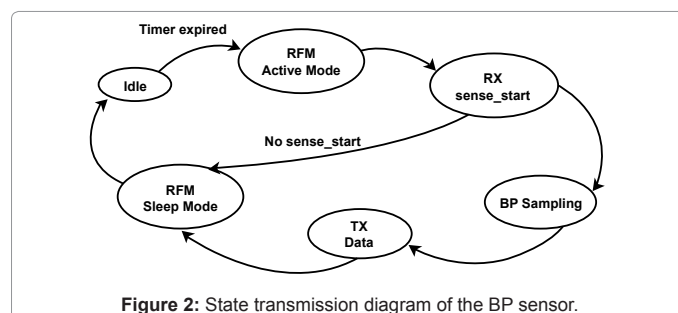 Timer expired
RFM
Active Mode
Idle
RX
sense_start
No sense_start
RFM
Sleep Mode
BP Sampling
TX
Data
Figure 2: State transmission diagram of the BP sensor.